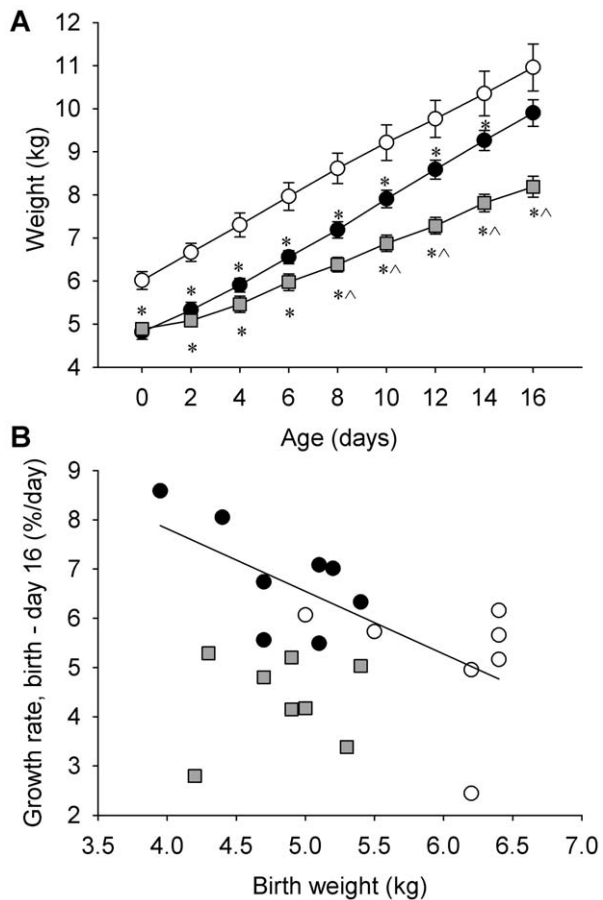 A
Weight (kg)
11
12
10
9
8
7
6
5
4
* * * * * * * *
* * * *^ *^ *^ *^ *^
0 2 4 6 8 10 12 14 16
Age (days)
B
Growth rate, birth - day 16 (%/day)
9
8
7
6
5
4
3
2
3.5 4.0 4.5 5.0 5.5 6.0 6.5 7.0
Birth weight (kg)